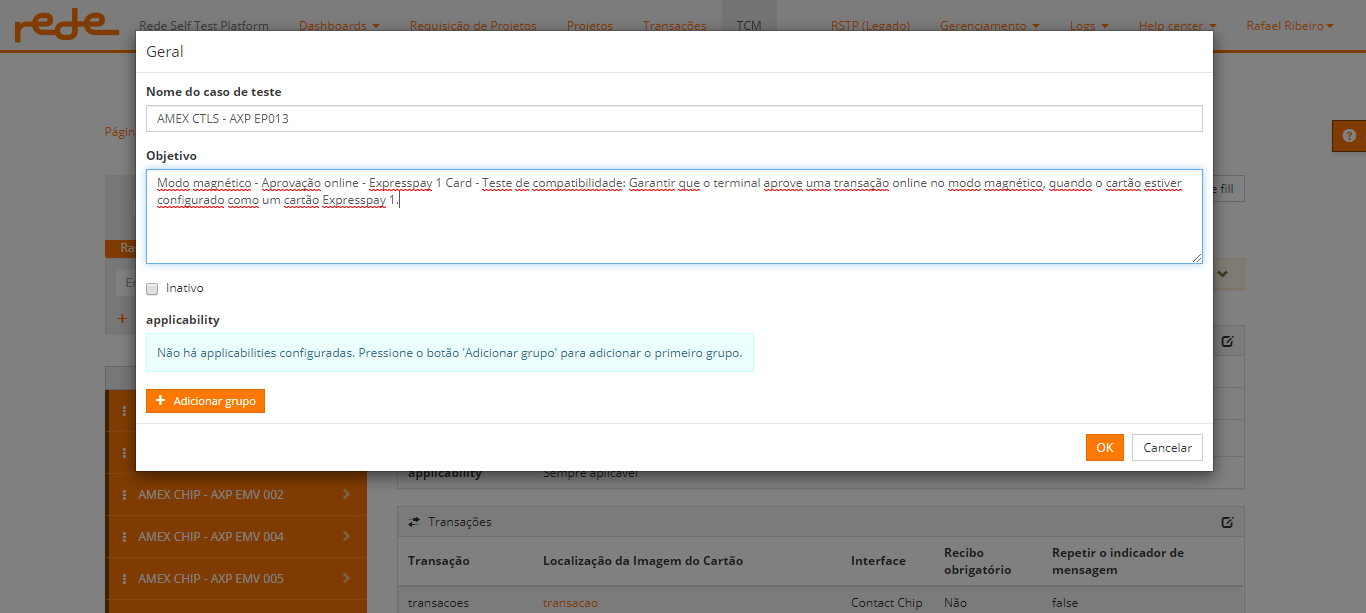 rede Rede Self Test Platform Dashboards Requisição de Projetos Projetos Transações TCM RSTP (Legado) Gerenciamento Logs Help center Rafael Ribeiro
Geral
Nome do caso de teste
AMEX CTLS - AXP EP013
Págin
Objetivo
Modo magnético - Aprovação online - Expresspay 1 Card - Teste de compatibilidade: Garantir que o terminal aprove uma transação online no modo magnético, quando o cartão estiver
configurado como um cartão Expresspay 1.
e fill
Ra
En
Inativo
applicability
Não há applicabilities configuradas. Pressione o botão 'Adicionar grupo' para adicionar o primeiro grupo.
+ Adicionar grupo
OK Cancelar
applicability Sempre aplicável
AMEX CHIP - AXP EMV 002
Transações
AMEX CHIP - AXP EMV 004
Transação Localização da Imagem do Cartão Interface Recibo obrigatório Repetir o indicador de mensagem
AMEX CHIP - AXP EMV 005
transacoes transacao Contact Chip Não false